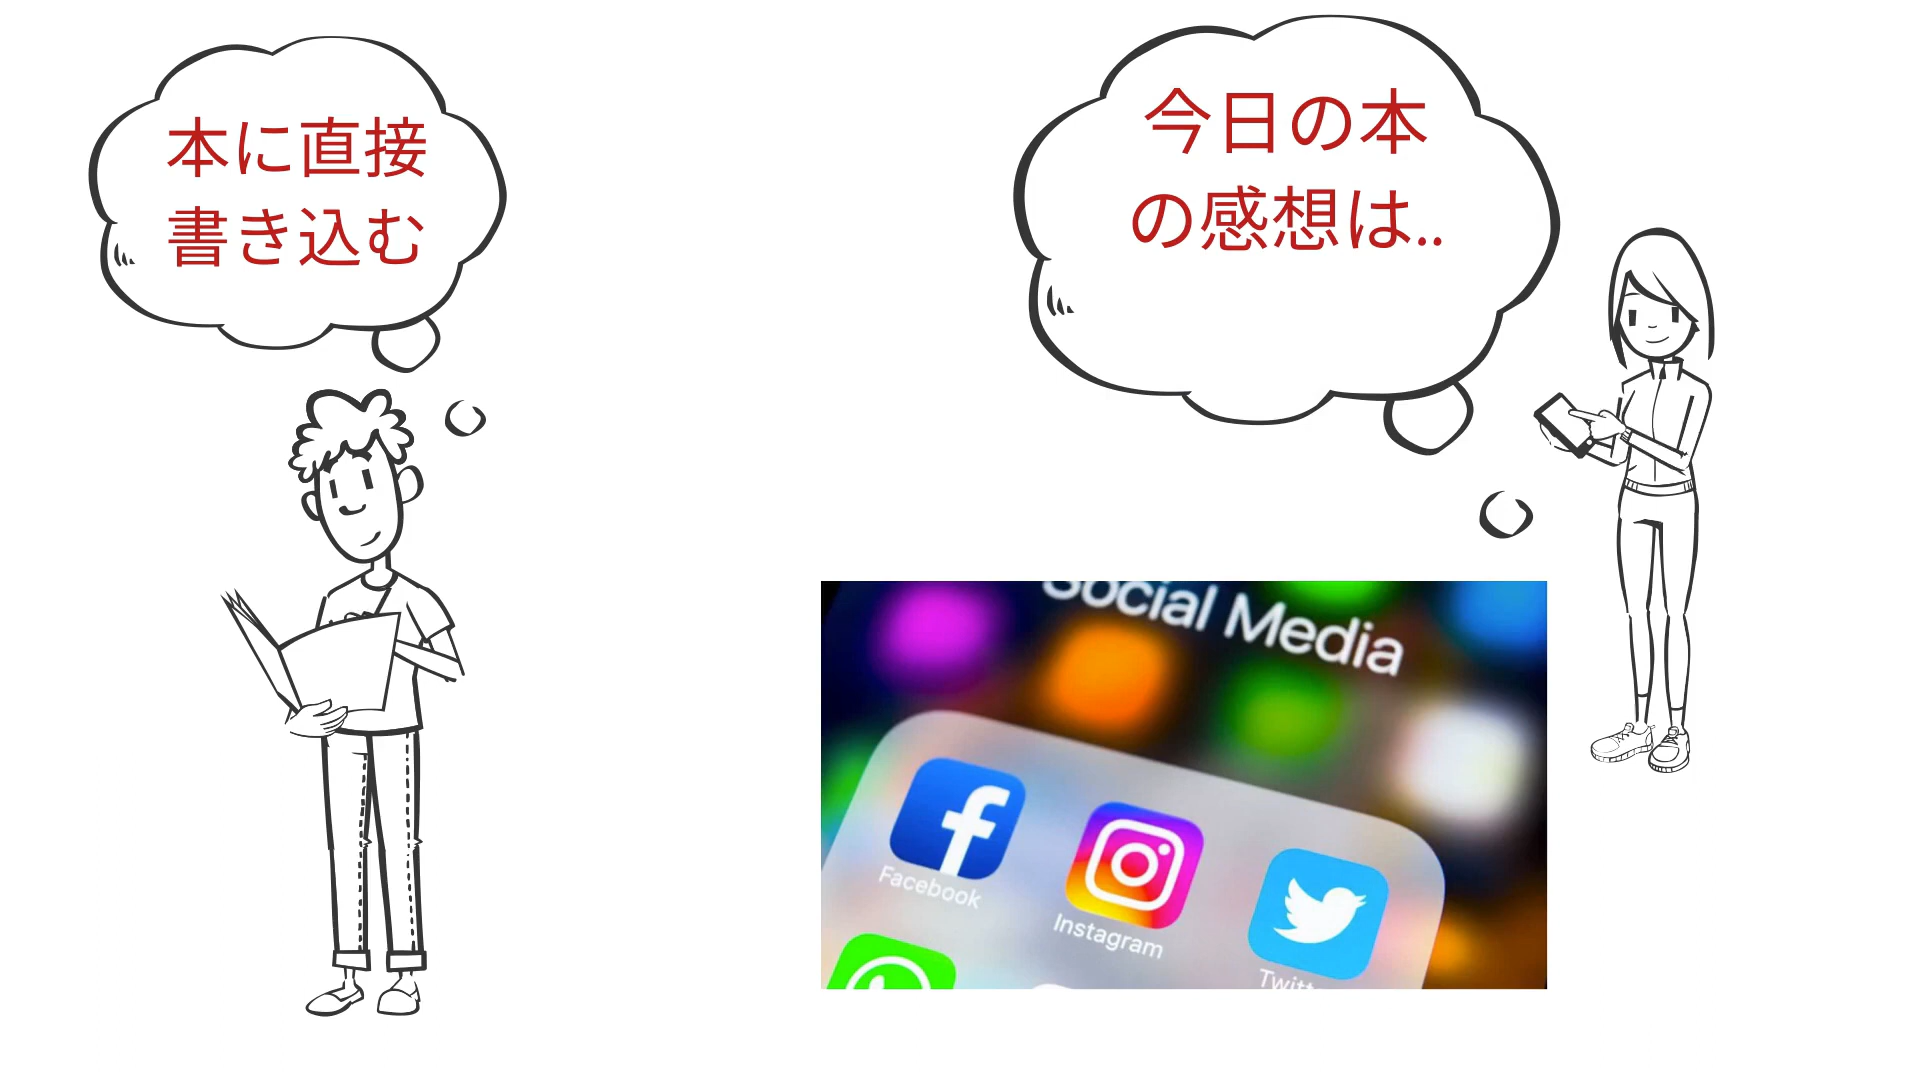 本に直接
書き込む
今日の本
の感想は..
Social Media
Facebook
Instagram